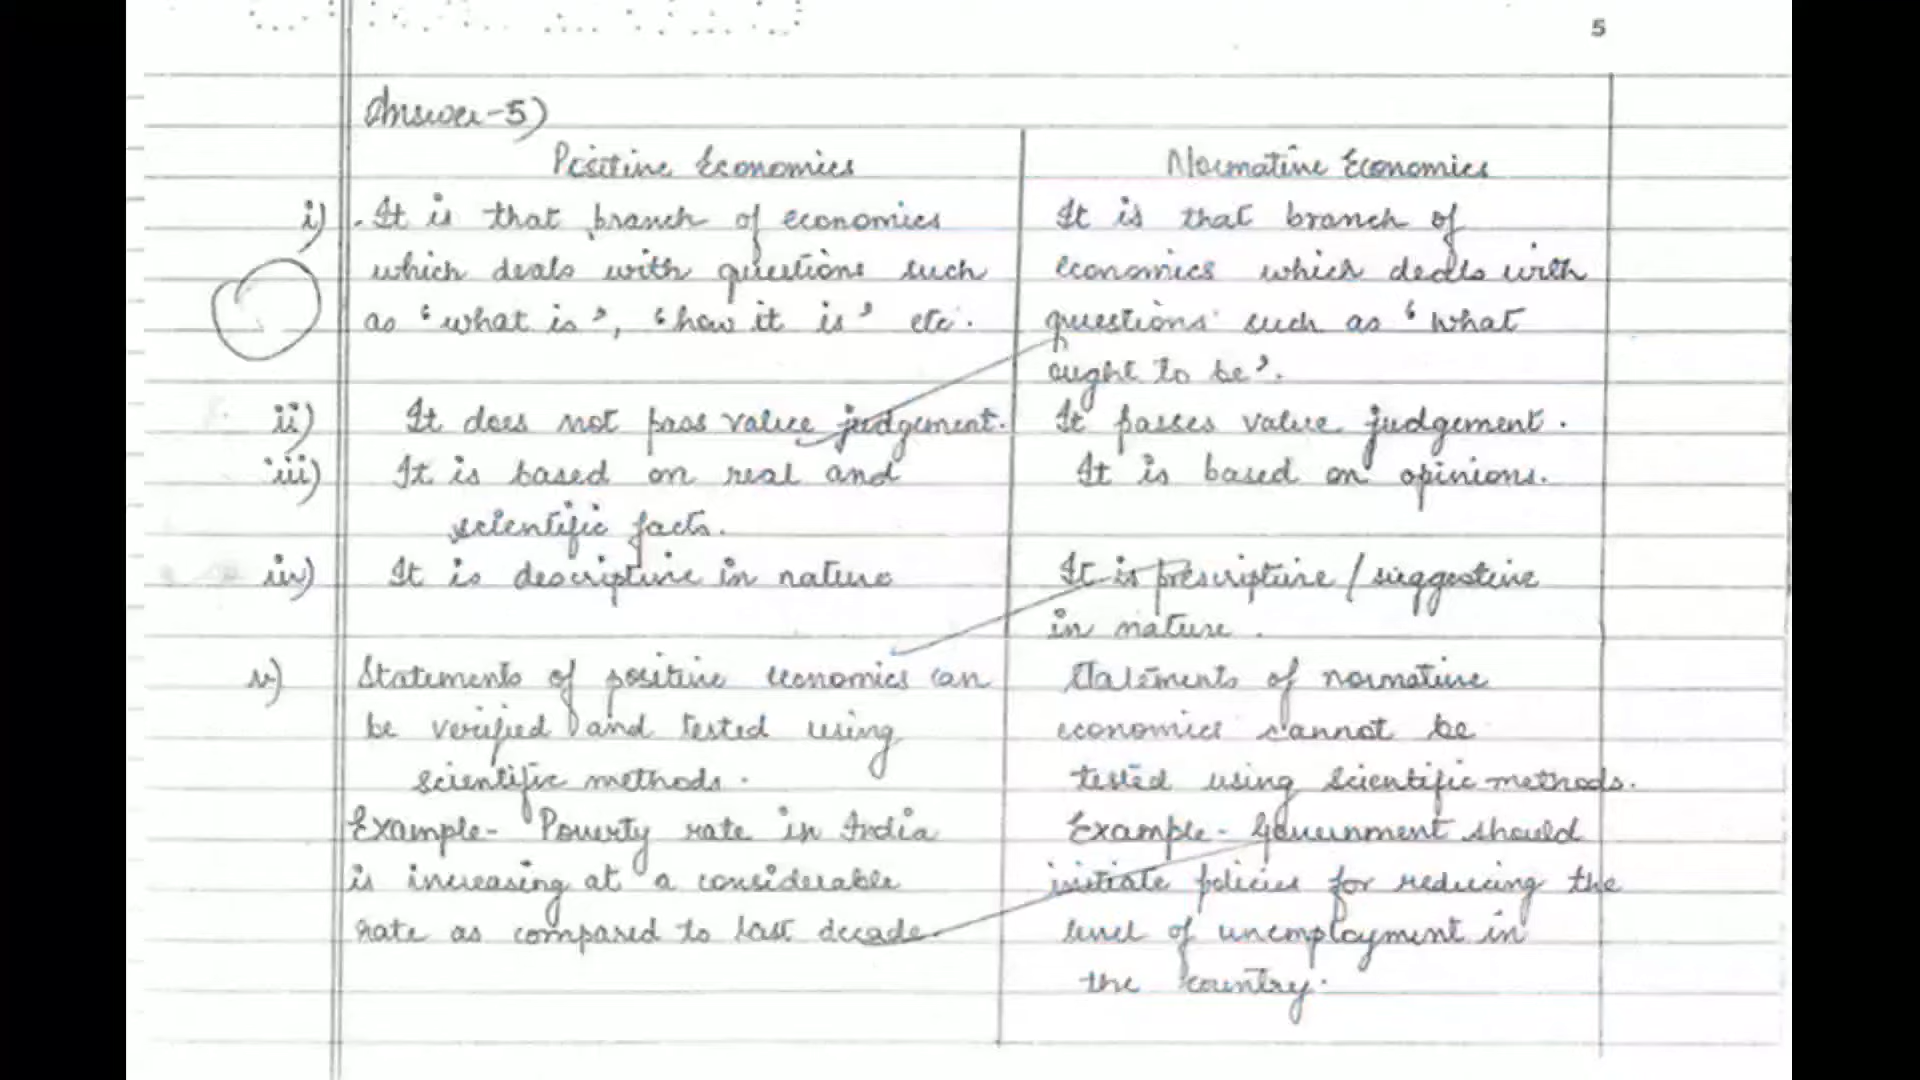 5
Answer-5)
Positive Economics
i) It is that branch of economics
which deals with questions such
as 'what is', 'how it is' etc.
ii) It does not pass value judgement.
iii) It is based on real and
scientific facts.
iv) It is descriptive in nature
v) Statements of positive economics can
be verified and tested using
scientific methods.
Example- Poverty rate in India
is increasing at a considerable
rate as compared to last decade.
Normative Economics
It is that branch of
economics which deals with
questions such as 'what
ought to be'.
It passes value judgement.
It is based on opinions.
It is prescriptive / suggestive
in nature.
Statements of normative
economics cannot be
tested using scientific methods.
Example- Government should
initiate policies for reducing the
level of unemployment in
the country.